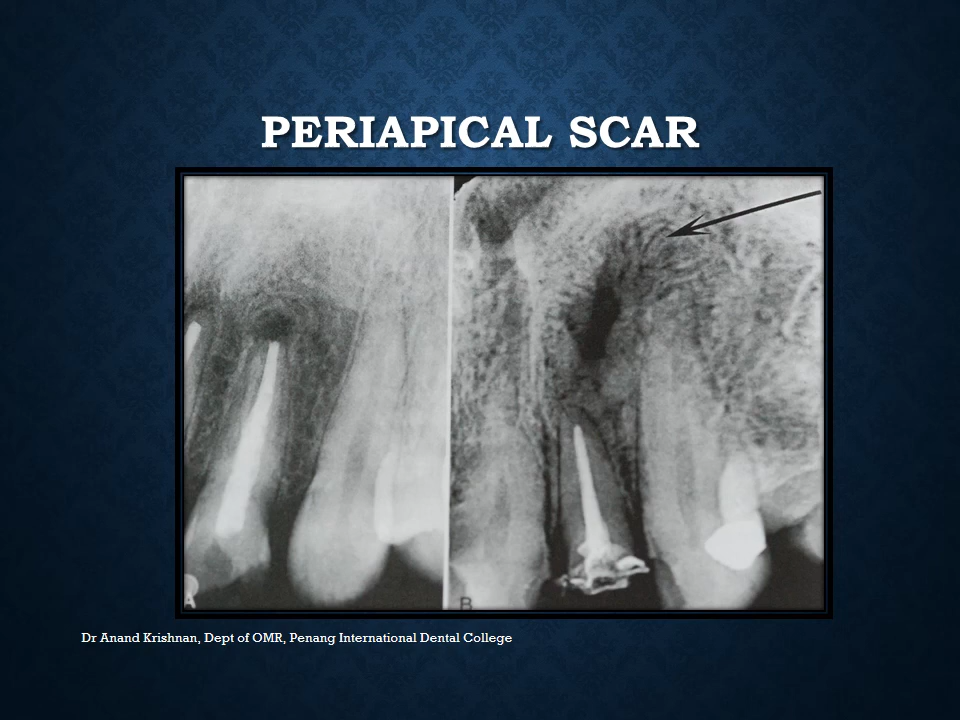 PERIAPICAL SCAR
A
B
Dr Anand Krishnan, Dept of OMR, Penang International Dental College